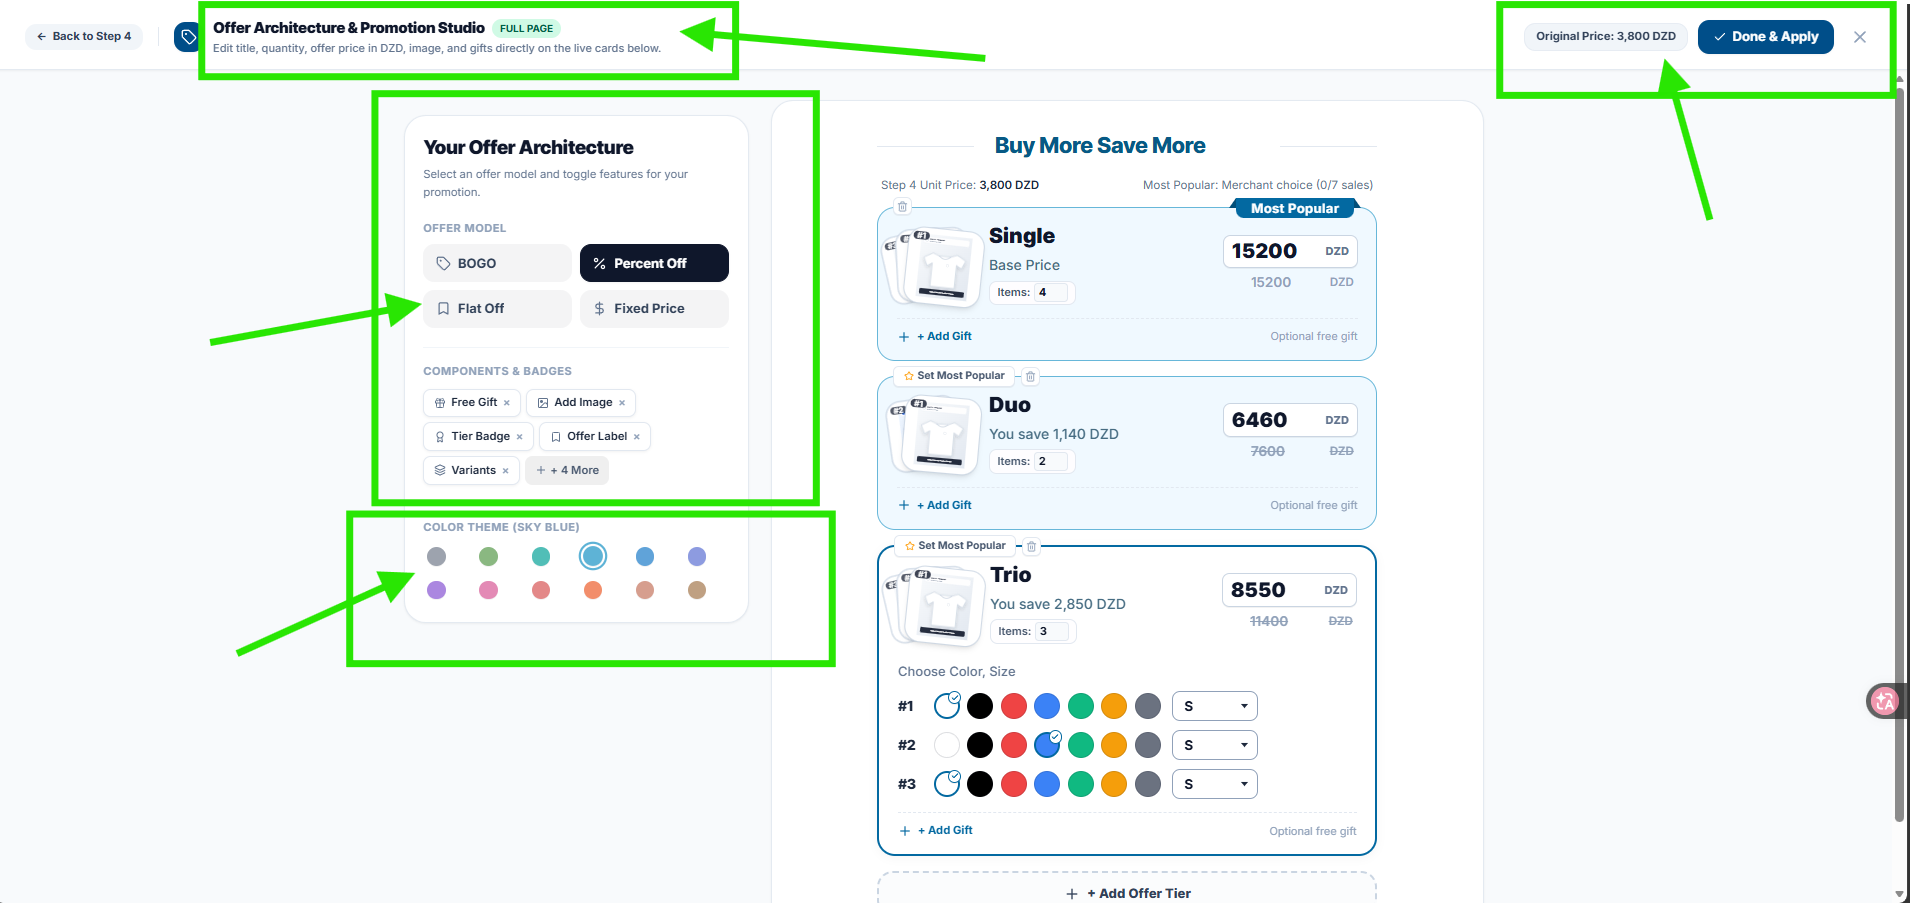 Back to Step 4
Offer Architecture & Promotion Studio
FULL PAGE
Edit title, quantity, offer price in DZD, image, and gifts directly on the live cards below.
Original Price: 3,800 DZD
Done & Apply
Your Offer Architecture
Select an offer model and toggle features for your
promotion.
OFFER MODEL
BOGO
Percent Off
Flat Off
Fixed Price
COMPONENTS & BADGES
Free Gift ×
Add Image ×
Tier Badge ×
Offer Label ×
Variants ×
+ + 4 More
COLOR THEME (SKY BLUE)
Buy More Save More
Step 4 Unit Price: 3,800 DZD
Most Popular: Merchant choice (0/7 sales)
Most Popular
#1
Single
Base Price
Items: 4
15200 DZD
15200 DZD
+ + Add Gift
Optional free gift
Set Most Popular
#2
#1
Duo
You save 1,140 DZD
Items: 2
6460 DZD
7600 DZD
+ + Add Gift
Optional free gift
Set Most Popular
#1
Trio
You save 2,850 DZD
Items: 3
8550 DZD
11400 DZD
Choose Color, Size
#1 S
#2 S
#3 S
+ + Add Gift
Optional free gift
+ + Add Offer Tier